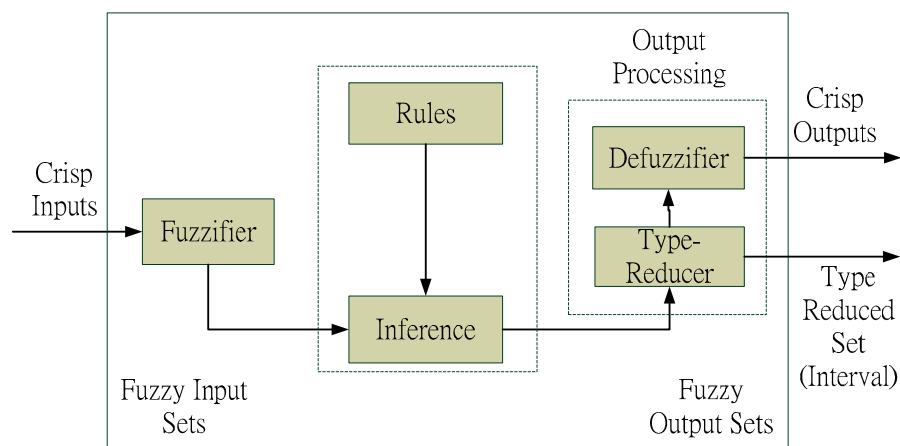 Output
Processing
Rules
Crisp
Outputs
Defuzzifier
Crisp
Inputs
Fuzzifier
Type-
Reducer
Type
Reduced
Set
(Interval)
Inference
Fuzzy Input
Sets
Fuzzy
Output Sets